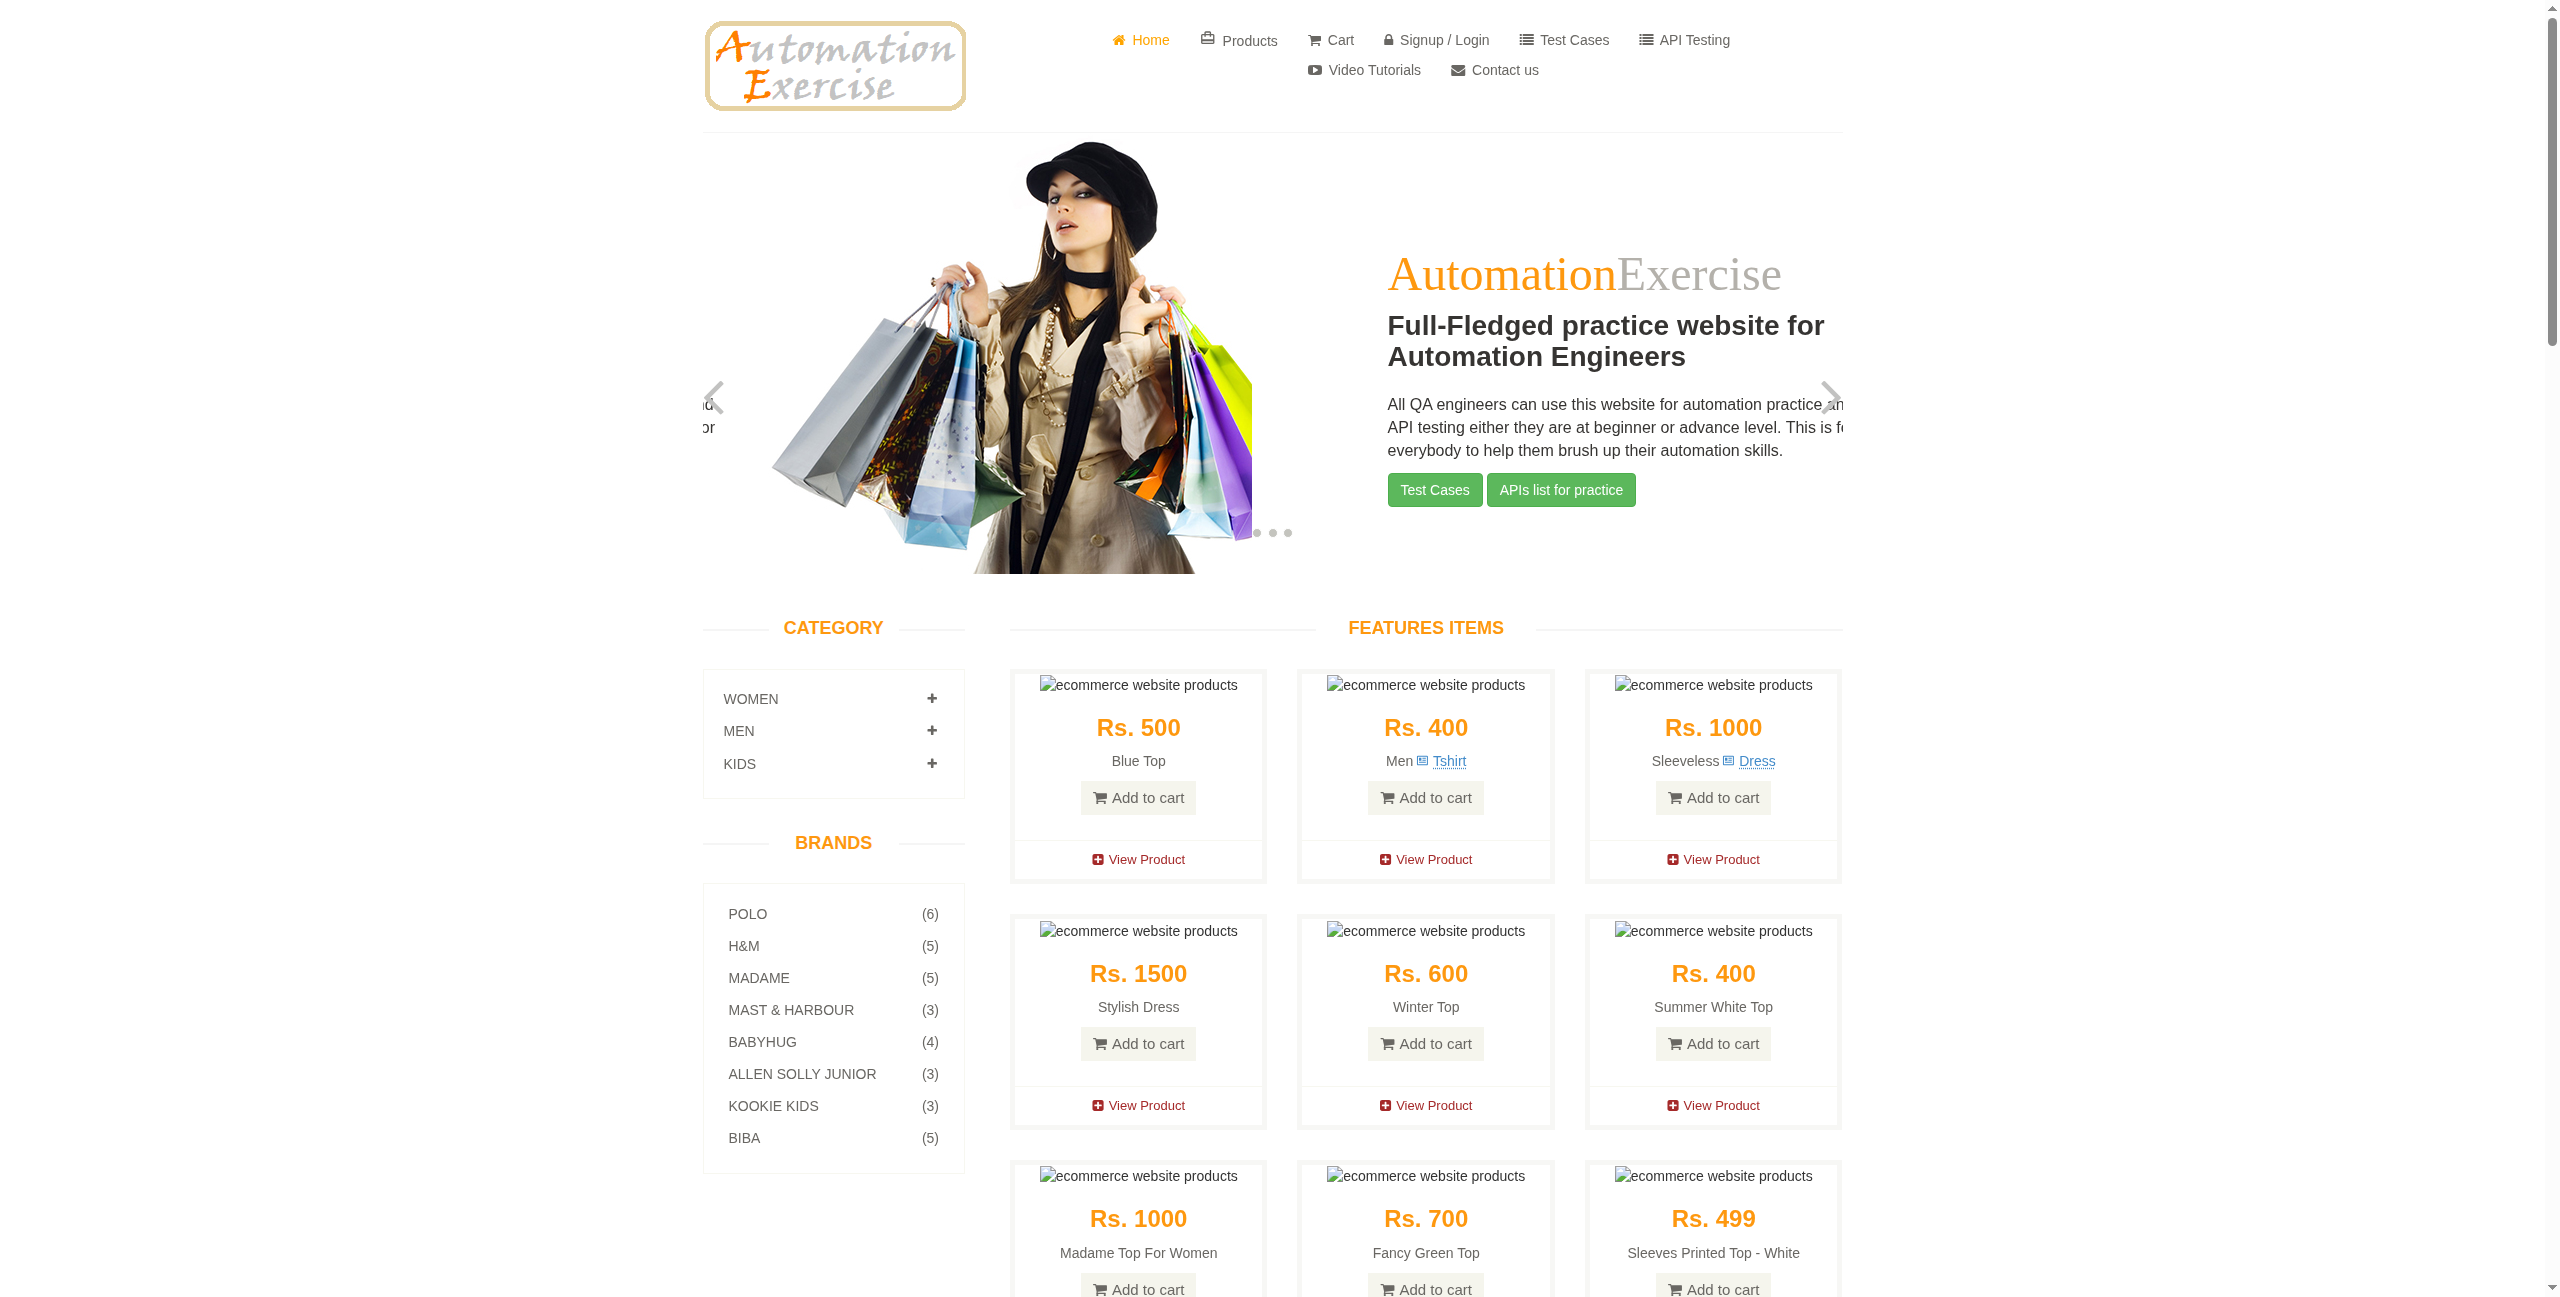 Automation
Exercise
Home
Products
Cart
Signup / Login
Test Cases
API Testing
Video Tutorials
Contact us
AutomationExercise
Full-Fledged practice website for
Automation Engineers
All QA engineers can use this website for automation practice an
API testing either they are at beginner or advance level. This is fo
everybody to help them brush up their automation skills.
or
Test Cases
APIs list for practice
CATEGORY
WOMEN
MEN
KIDS
BRANDS
POLO (6)
H&M (5)
MADAME (5)
MAST & HARBOUR (3)
BABYHUG (4)
ALLEN SOLLY JUNIOR (3)
KOOKIE KIDS (3)
BIBA (5)
FEATURES ITEMS
ecommerce website products
Rs. 500
Blue Top
Add to cart
View Product
ecommerce website products
Rs. 400
Men Tshirt
Add to cart
View Product
ecommerce website products
Rs. 1000
Sleeveless Dress
Add to cart
View Product
ecommerce website products
Rs. 1500
Stylish Dress
Add to cart
View Product
ecommerce website products
Rs. 600
Winter Top
Add to cart
View Product
ecommerce website products
Rs. 400
Summer White Top
Add to cart
View Product
ecommerce website products
Rs. 1000
Madame Top For Women
Add to cart
ecommerce website products
Rs. 700
Fancy Green Top
Add to cart
ecommerce website products
Rs. 499
Sleeves Printed Top - White
Add to cart